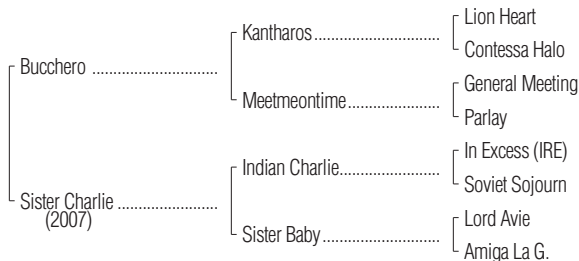 Lion Heart
Kantharos
Contessa Halo
Bucchero
General Meeting
Meetmeontime
Parlay
In Excess (IRE)
Indian Charlie
Soviet Sojourn
Sister Charlie
(2007)
Lord Avie
Sister Baby
Amiga La G.